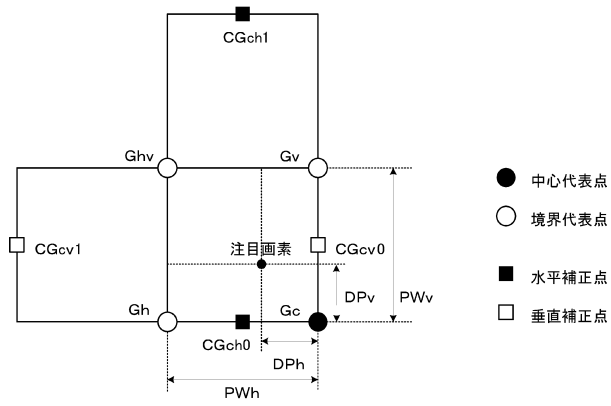 CGch1
Ghv
Gv
CGcv1
注目画素
CGcv0
DPv
PWv
Gh
Gc
CGch0
DPh
PWh
中心代表点
境界代表点
水平補正点
垂直補正点